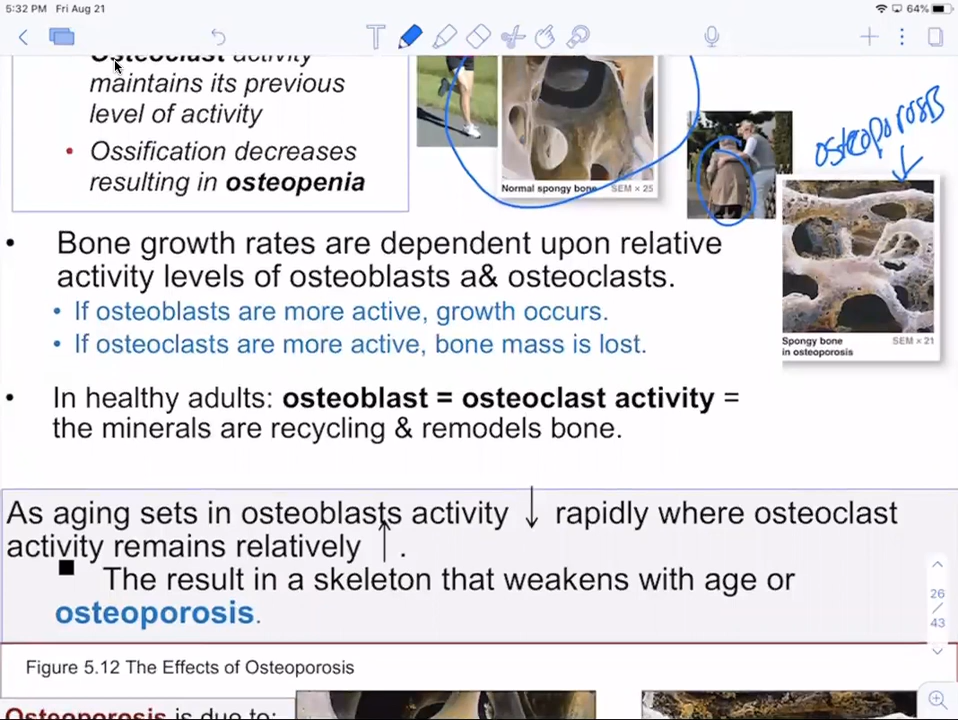 5:32 PM Fri Aug 21
64%
Osteoclast activity
maintains its previous
level of activity
• Ossification decreases
resulting in osteopenia
Normal spongy bone SEM × 25
osteoporosis
Spongy bone SEM × 21
in osteoporosis
• Bone growth rates are dependent upon relative
activity levels of osteoblasts a& osteoclasts.
• If osteoblasts are more active, growth occurs.
• If osteoclasts are more active, bone mass is lost.
• In healthy adults: osteoblast = osteoclast activity =
the minerals are recycling & remodels bone.
As aging sets in osteoblasts activity ↓ rapidly where osteoclast
activity remains relatively ↑ .
■ The result in a skeleton that weakens with age or
osteoporosis.
26
/
43
Figure 5.12 The Effects of Osteoporosis
Osteoporosis is due to: